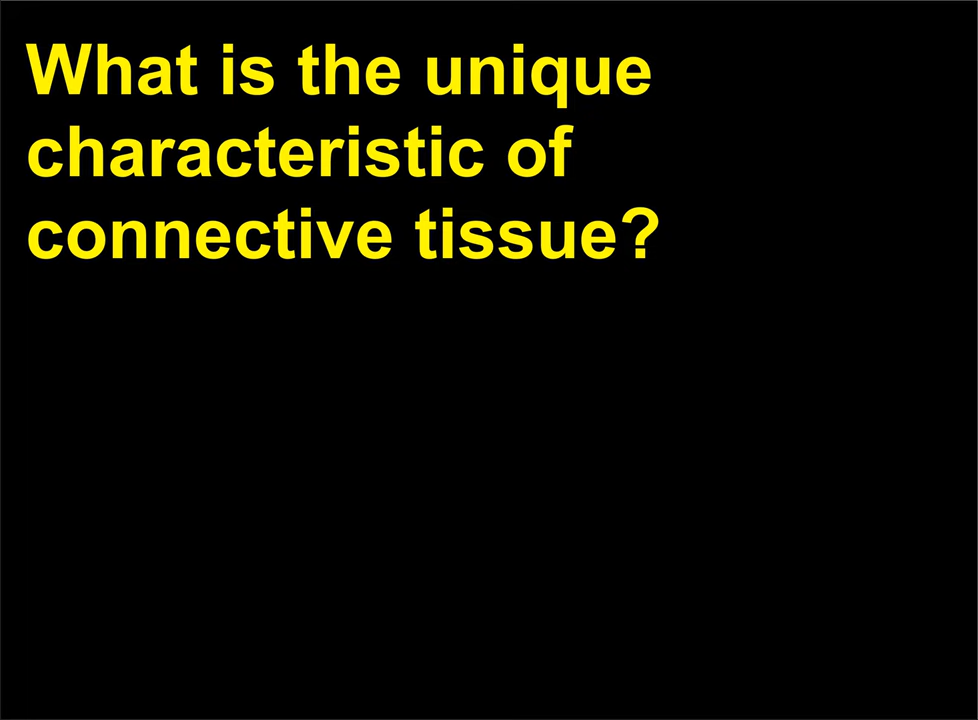 What is the unique
characteristic of
connective tissue?